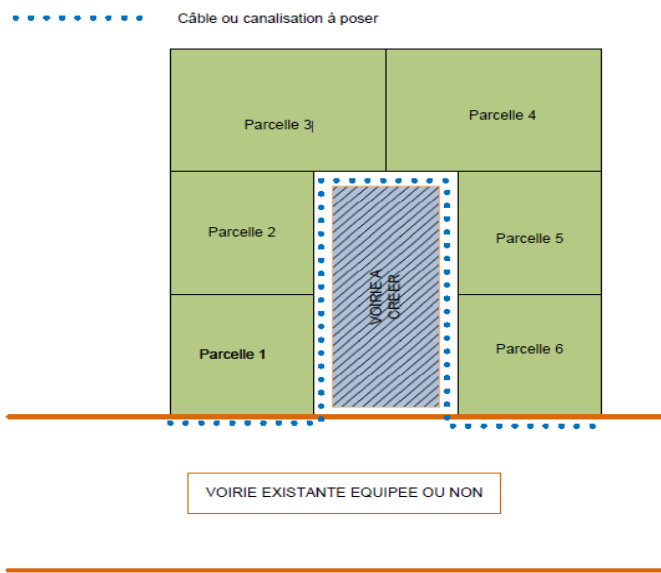 Câble ou canalisation à poser
Parcelle 3
Parcelle 4
Parcelle 2
Parcelle 5
VOIRIE A
CREER
Parcelle 1
Parcelle 6
VOIRIE EXISTANTE EQUIPEE OU NON